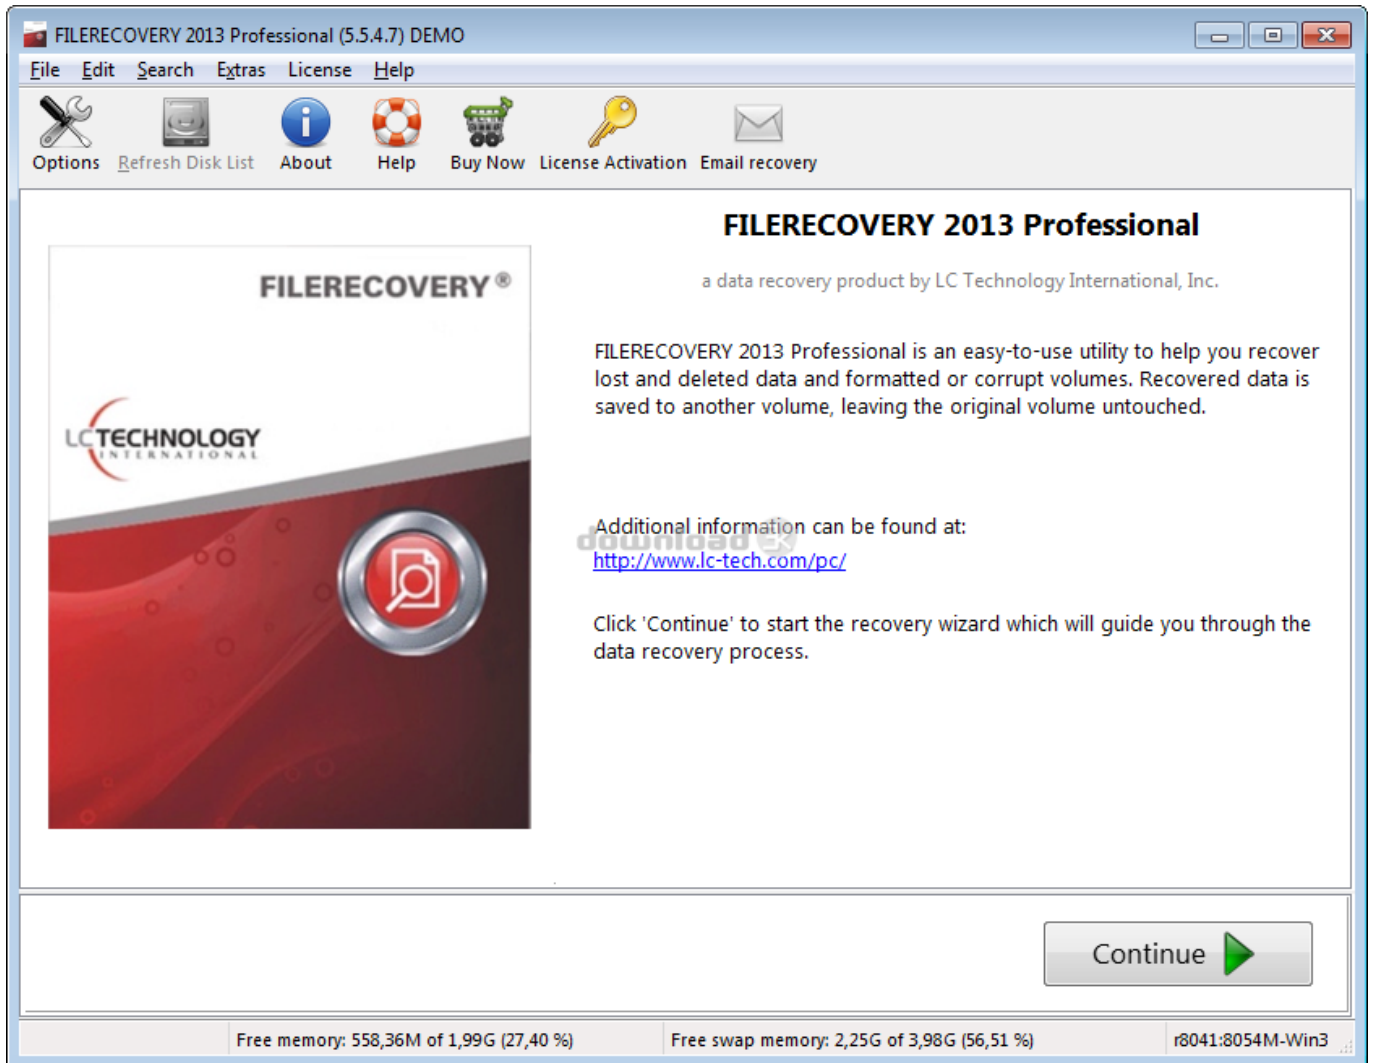 FILERECOVERY 2013 Professional (5.5.4.7) DEMO
File Edit Search Extras License Help
Options Refresh Disk List About Help Buy Now License Activation Email recovery
FILERECOVERY ®
LC TECHNOLOGY
INTERNATIONAL
FILERECOVERY 2013 Professional
a data recovery product by LC Technology International, Inc.
FILERECOVERY 2013 Professional is an easy-to-use utility to help you recover
lost and deleted data and formatted or corrupt volumes. Recovered data is
saved to another volume, leaving the original volume untouched.
Additional information can be found at:
download 3K
http://www.lc-tech.com/pc/
Click 'Continue' to start the recovery wizard which will guide you through the
data recovery process.
Continue
Free memory: 558,36M of 1,99G (27,40 %) Free swap memory: 2,25G of 3,98G (56,51 %) r8041:8054M-Win3